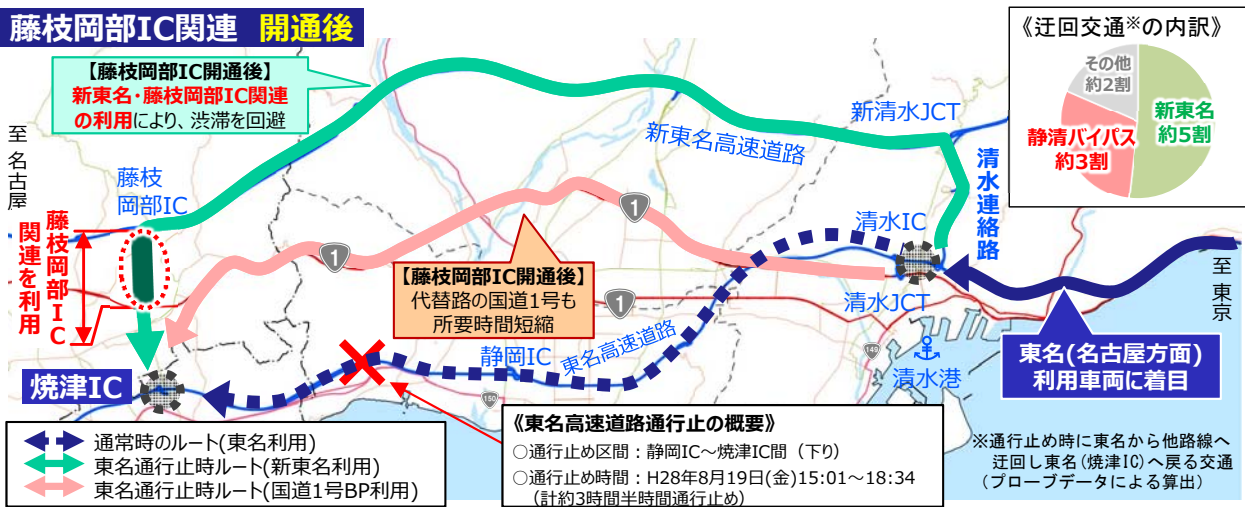 藤枝岡部IC関連 開通後
【藤枝岡部IC開通後】
新東名・藤枝岡部IC関連
の利用により、渋滞を回避
《迂回交通※の内訳》
その他
約2割
新東名
約5割
静清バイパス
約3割
至 名古屋
藤枝
岡部IC
新東名高速道路
新清水JCT
清水連絡路
清水IC
清水JCT
至 東京
藤枝岡部IC
関連を利用
1
1
1
【藤枝岡部IC開通後】
代替路の国道1号も
所要時間短縮
東名高速道路
静岡IC
焼津IC
149
150
清水港
東名(名古屋方面)
利用車両に着目
通常時のルート(東名利用)
東名通行止時ルート(新東名利用)
東名通行止時ルート(国道1号BP利用)
《東名高速道路通行止の概要》
○通行止め区間：静岡IC～焼津IC間（下り）
○通行止め時間：H28年8月19日(金)15:01～18:34
（計約3時間半時間通行止め）
※通行止め時に東名から他路線へ
迂回し東名(焼津IC)へ戻る交通
(プローブデータによる算出)